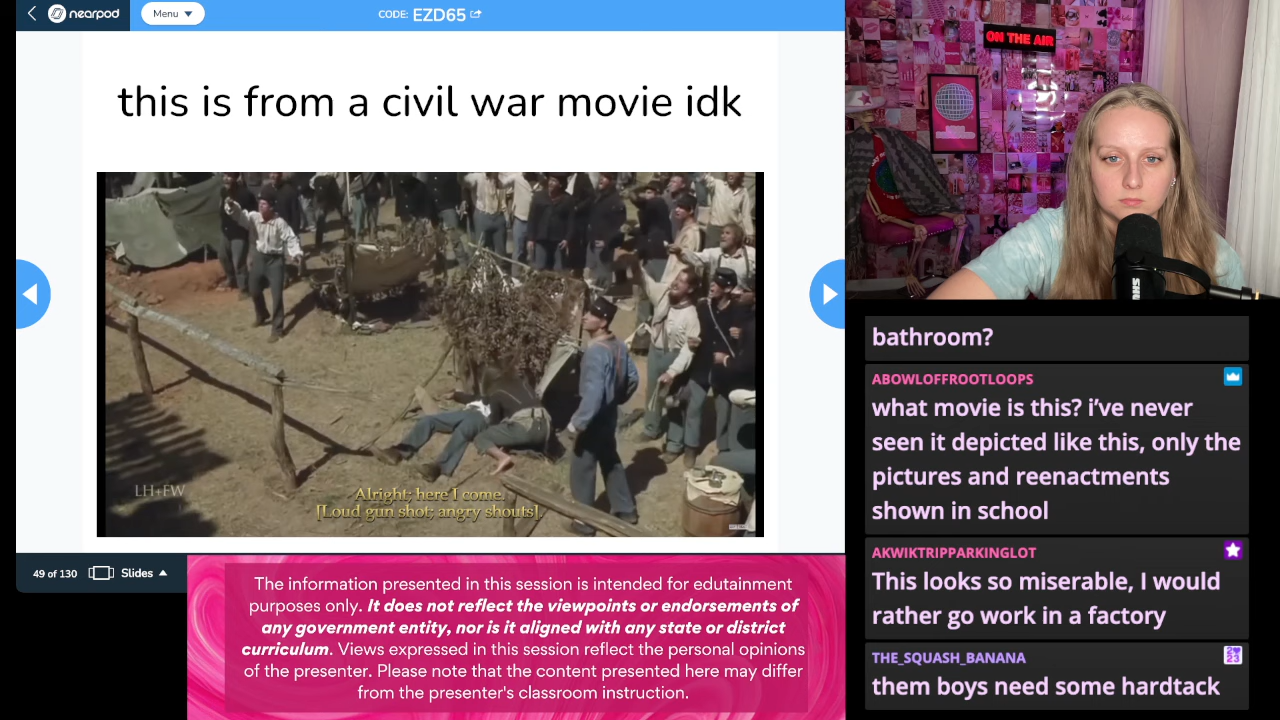 nearpod
Menu
CODE: EZD65
this is from a civil war movie idk
LH+FW
Alright; here I come.
[Loud gun shot; angry shouts].
49 of 130
Slides
The information presented in this session is intended for edutainment
purposes only. It does not reflect the viewpoints or endorsements of
any government entity, nor is it aligned with any state or district
curriculum. Views expressed in this session reflect the personal opinions
of the presenter. Please note that the content presented here may differ
from the presenter's classroom instruction.
ON THE AIR
SHU
bathroom?
ABOWLOFFROOTLOOPS
what movie is this? i've never
seen it depicted like this, only the
pictures and reenactments
shown in school
AKWIKTRIPPARKINGLOT
This looks so miserable, I would
rather go work in a factory
THE_SQUASH_BANANA
23
them boys need some hardtack